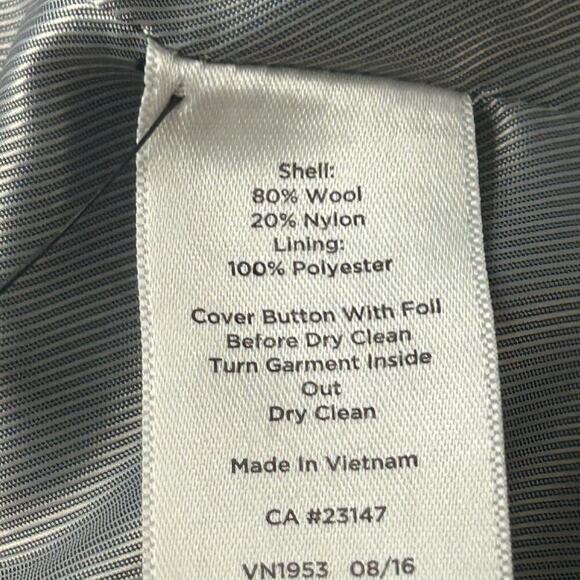 Shell:
80% Wool
20% Nylon
Lining:
100% Polyester
Cover Button With Foil
Before Dry Clean
Turn Garment Inside
Out
Dry Clean
Made In Vietnam
CA #23147
VN1953 08/16